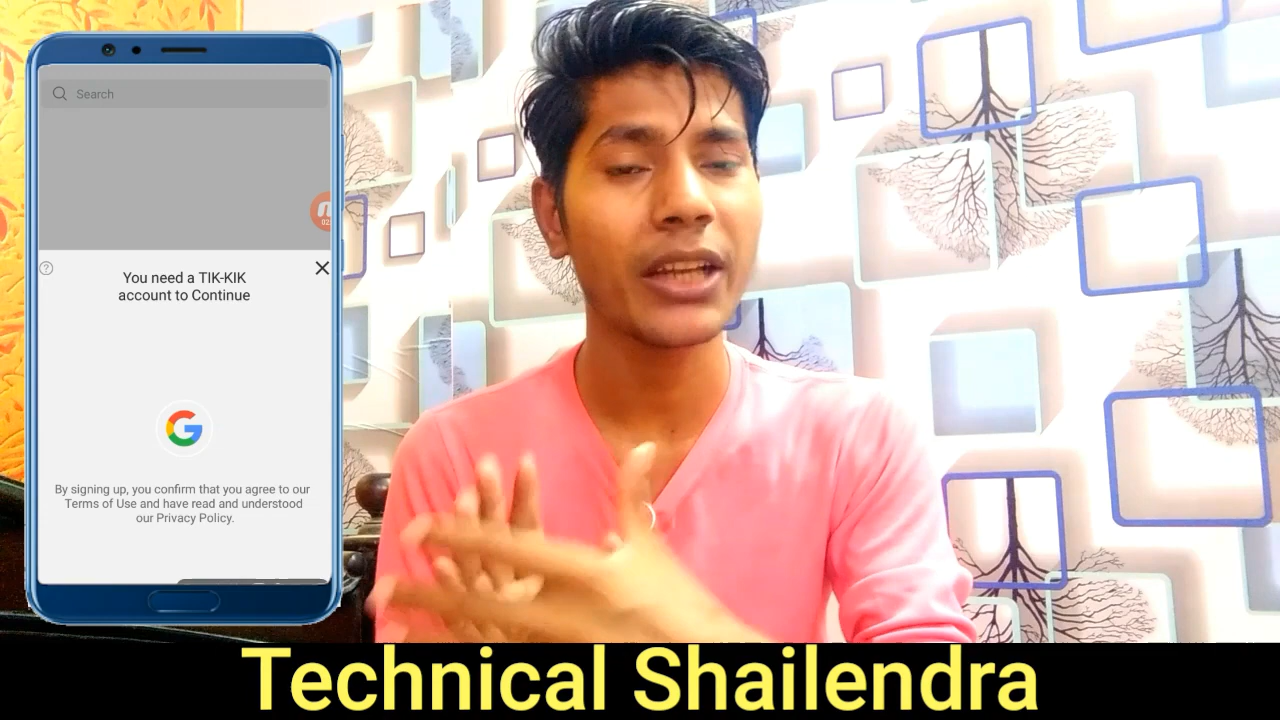 Search
02
You need a TIK-KIK
account to Continue
By signing up, you confirm that you agree to our
Terms of Use and have read and understood
our Privacy Policy.
Technical Shailendra